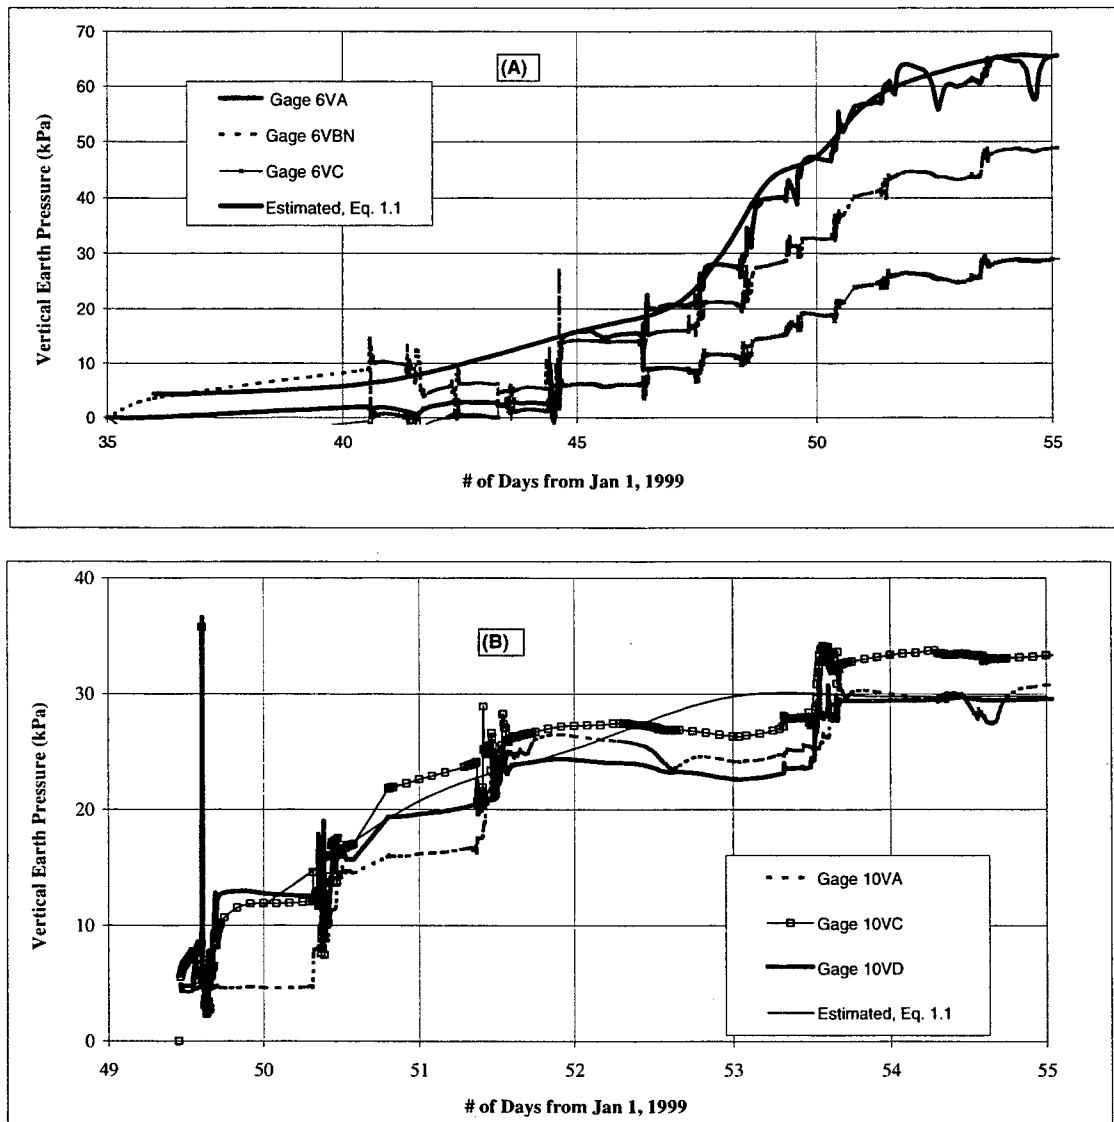 70
60
50
40
30
20
10
0
Vertical Earth Pressure (kPa)
(A)
Gage 6VA
Gage 6VBN
Gage 6VC
Estimated, Eq. 1.1
35
40
45
50
55
# of Days from Jan 1, 1999
40
30
20
10
0
Vertical Earth Pressure (kPa)
(B)
Gage 10VA
Gage 10VC
Gage 10VD
Estimated, Eq. 1.1
49
50
51
52
53
54
55
# of Days from Jan 1, 1999